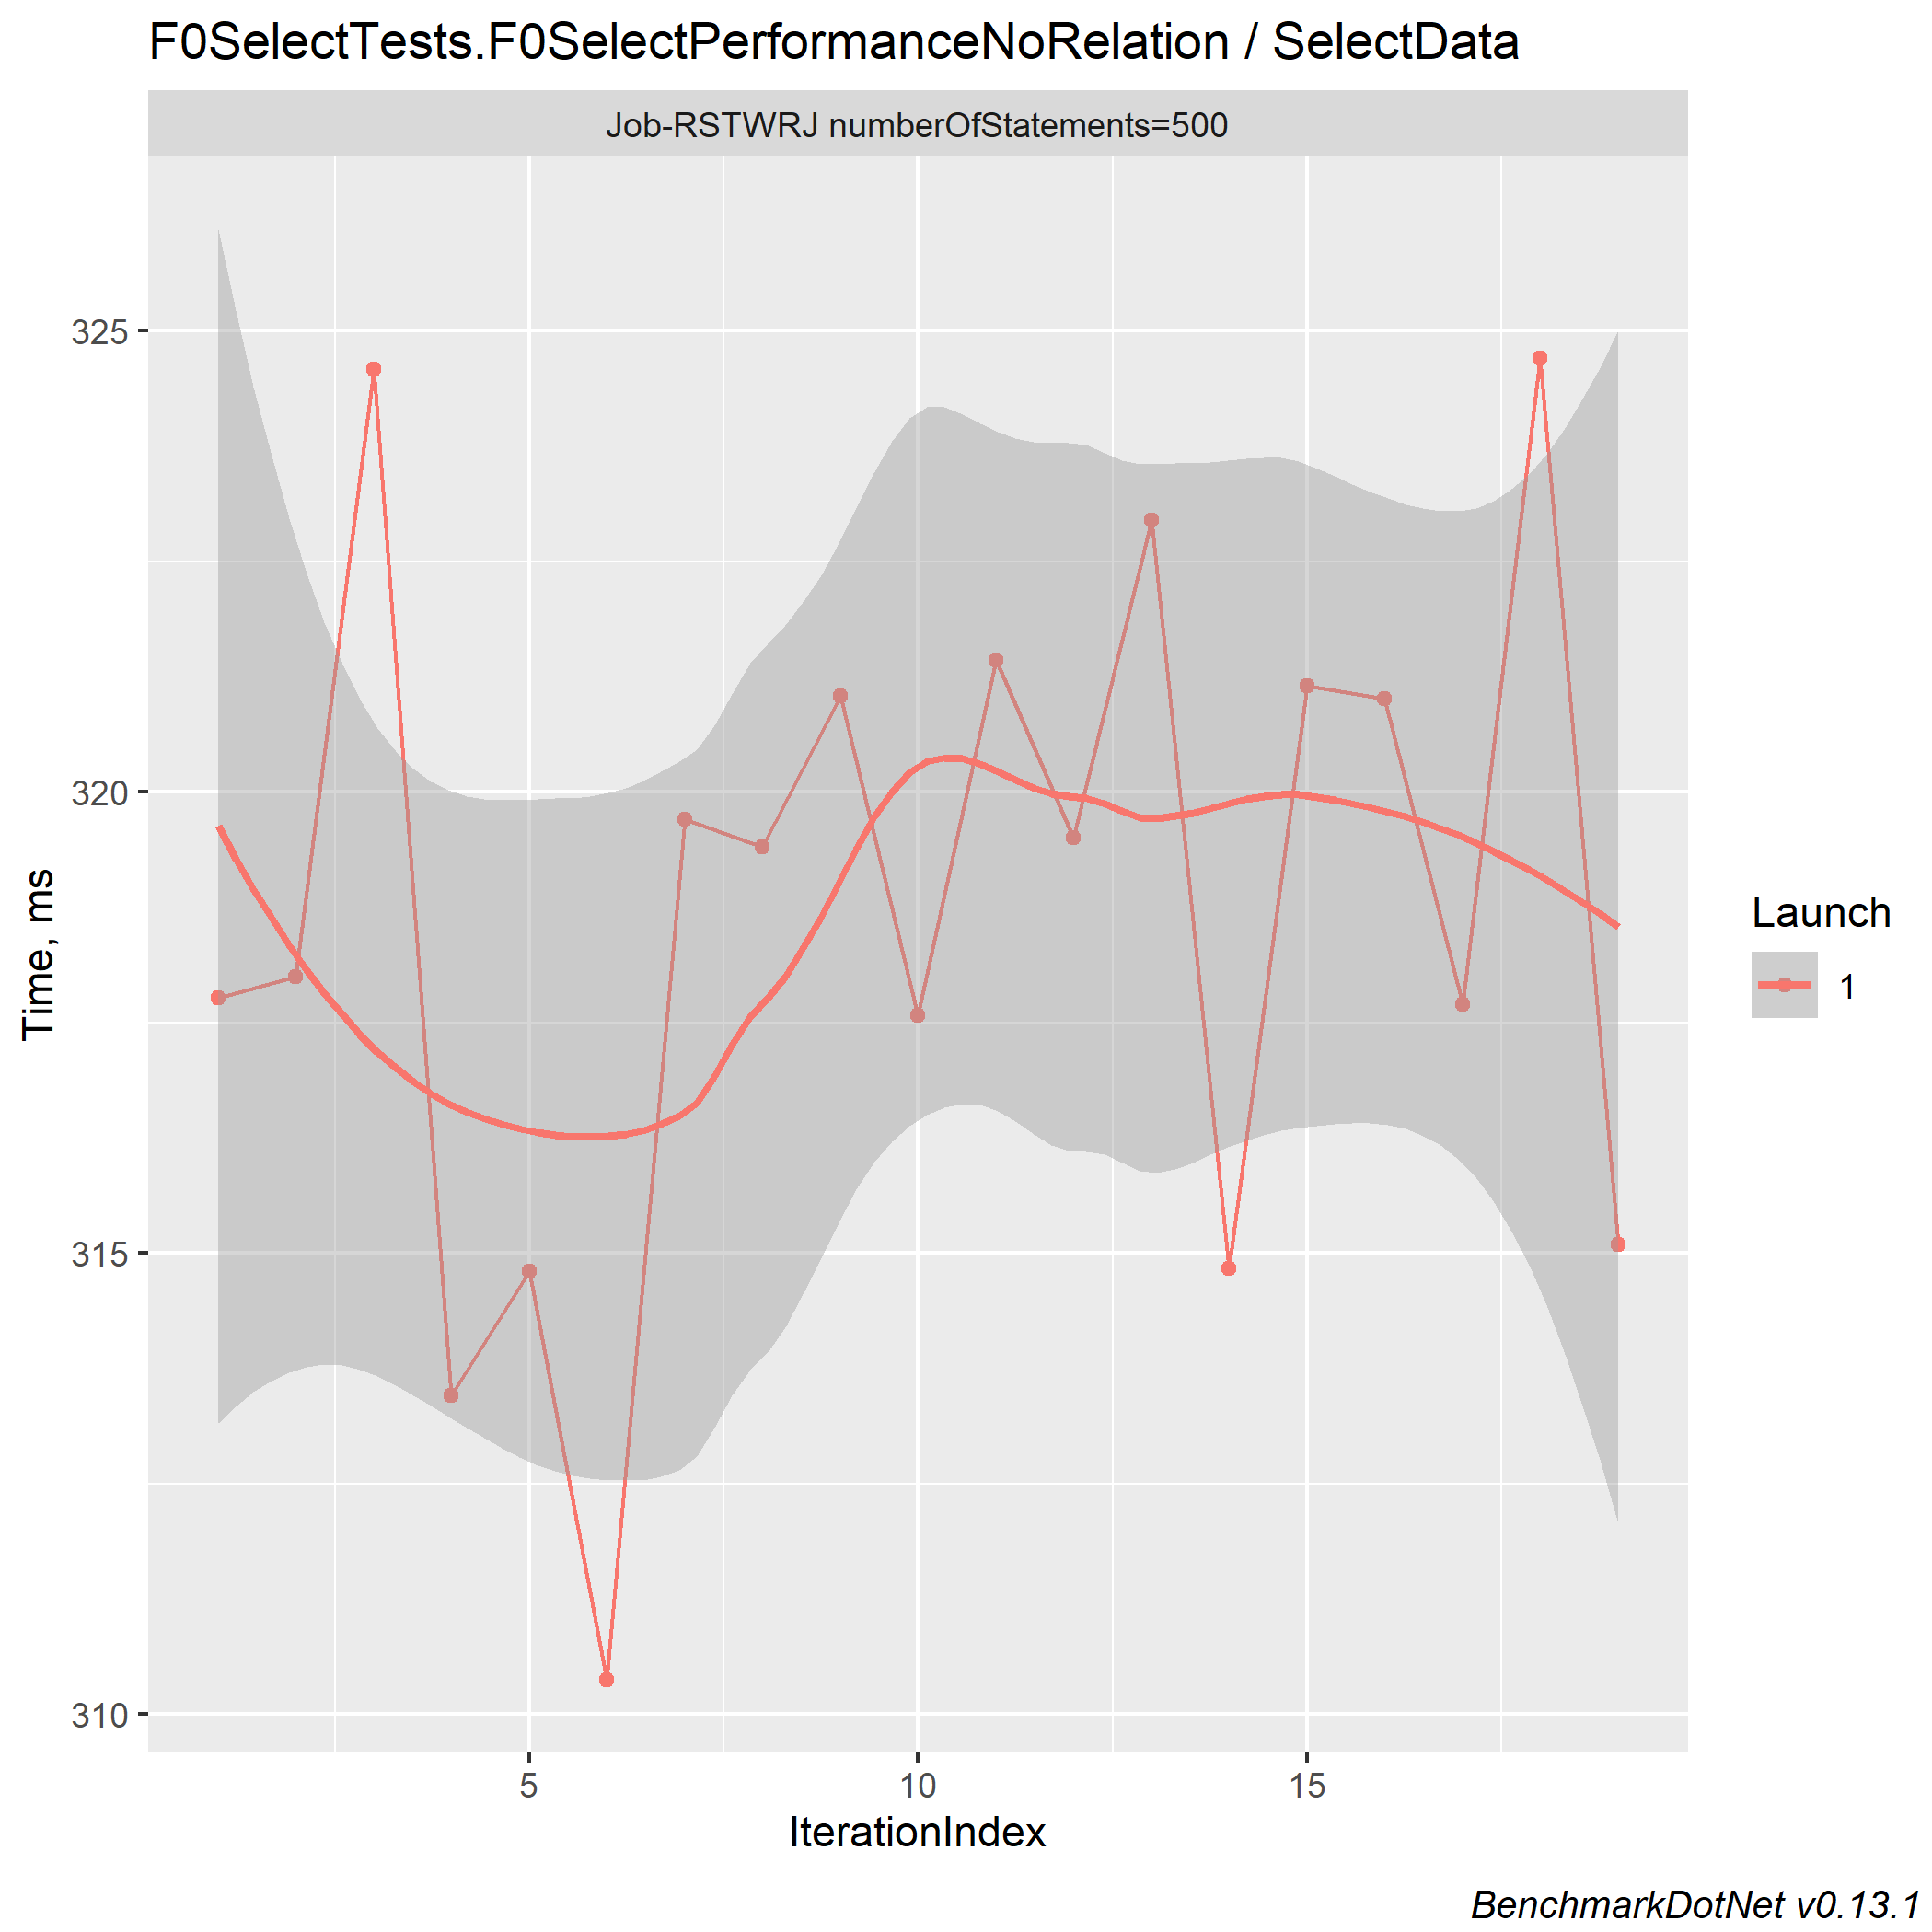 F0SelectTests.F0SelectPerformanceNoRelation / SelectData
Job-RSTWRJ numberOfStatements=500
325
320
315
310
Time, ms
5
10
15
IterationIndex
Launch
1
BenchmarkDotNet v0.13.1